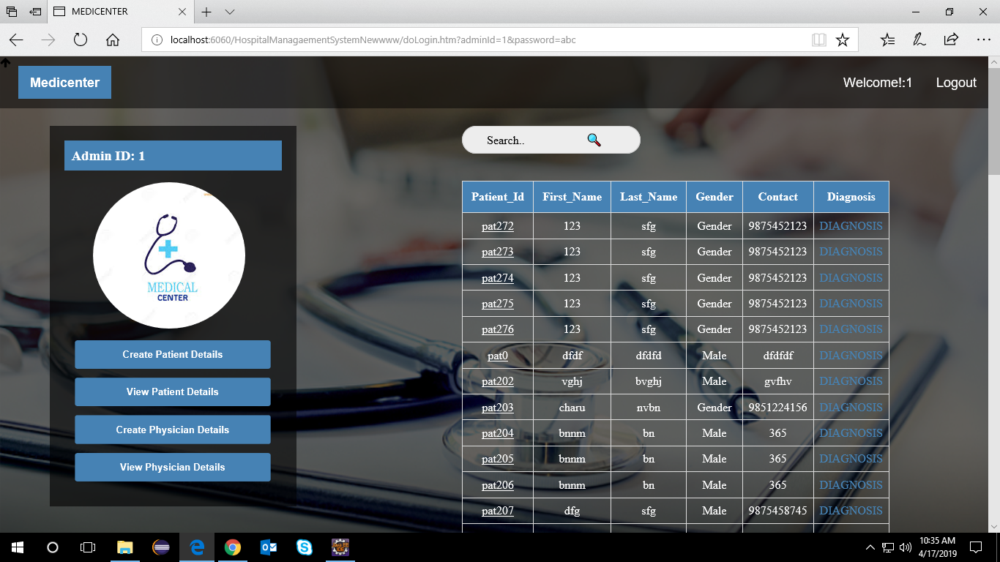 MEDICENTER
localhost:6060/HospitalManagaementSystemNewwww/doLogin.htm?adminId=1&password=abc
Medicenter
Welcome!:1 Logout
Admin ID: 1
MEDICAL
CENTER
Create Patient Details
View Patient Details
Create Physician Details
View Physician Details
Search..
Patient_Id First_Name Last_Name Gender Contact Diagnosis
pat272 123 sfg Gender 9875452123 DIAGNOSIS
pat273 123 sfg Gender 9875452123 DIAGNOSIS
pat274 123 sfg Gender 9875452123 DIAGNOSIS
pat275 123 sfg Gender 9875452123 DIAGNOSIS
pat276 123 sfg Gender 9875452123 DIAGNOSIS
pat0 dfdf dfdfd Male dfdfdf DIAGNOSIS
pat202 vghj bvghj Male gvfhv DIAGNOSIS
pat203 charu nvbn Gender 9851224156 DIAGNOSIS
pat204 bnnm bn Male 365 DIAGNOSIS
pat205 bnnm bn Male 365 DIAGNOSIS
pat206 bnnm bn Male 365 DIAGNOSIS
pat207 dfg sfg Male 9875458745 DIAGNOSIS
10:35 AM
4/17/2019